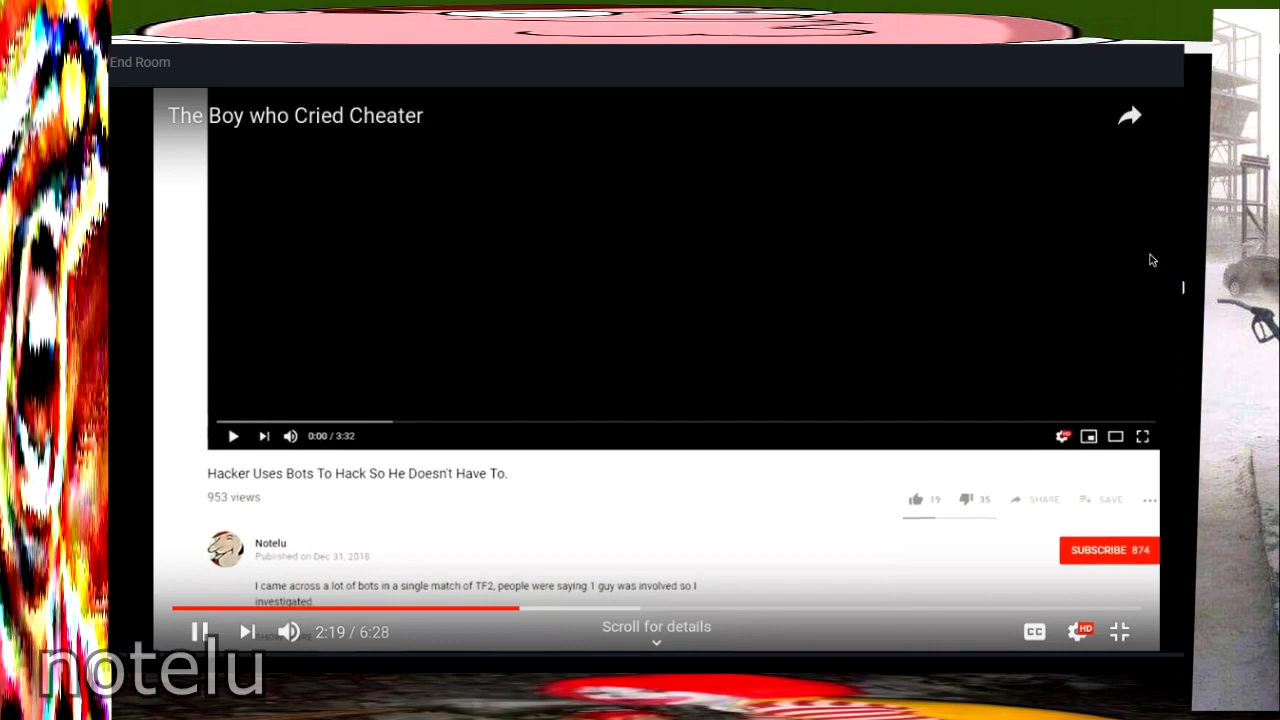 End Room
The Boy who Cried Cheater
0:00 / 3:32
Hacker Uses Bots To Hack So He Doesn't Have To.
953 views
19 35 SHARE SAVE
Notelu
Published on Dec 31, 2018
SUBSCRIBE 874
I came across a lot of bots in a single match of TF2, people were saying 1 guy was involved so I
investigated.
2:19 / 6:28
Scroll for details
CC
HD
notelu